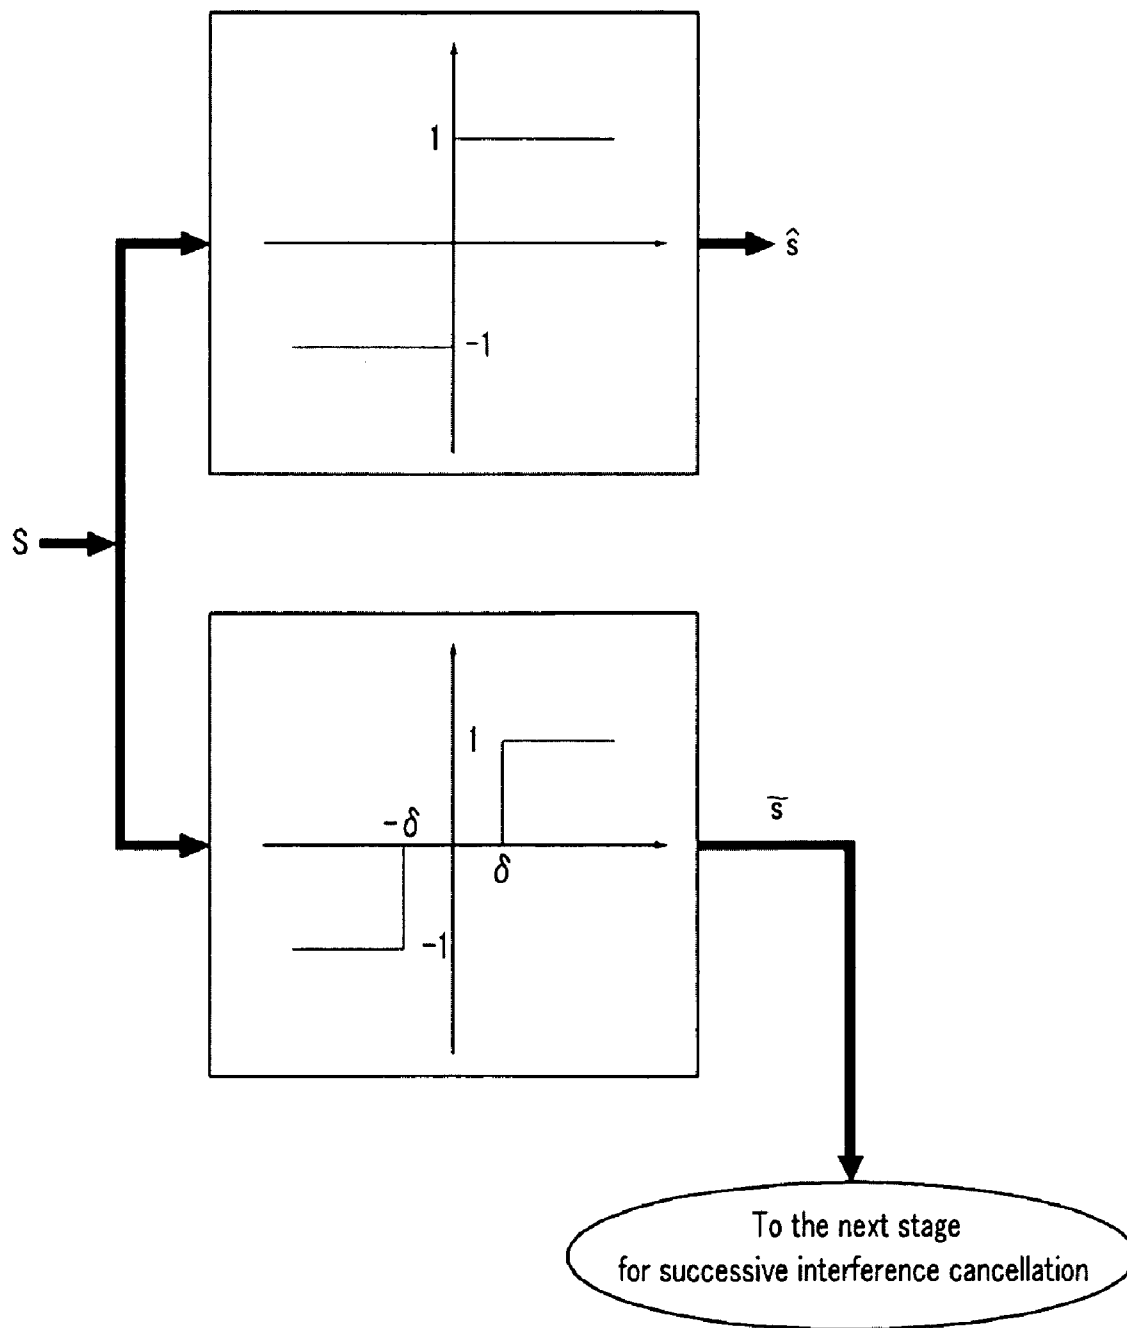 1
ŝ
-1
S
1
s̃
-δ
δ
-1
To the next stage
for successive interference cancellation